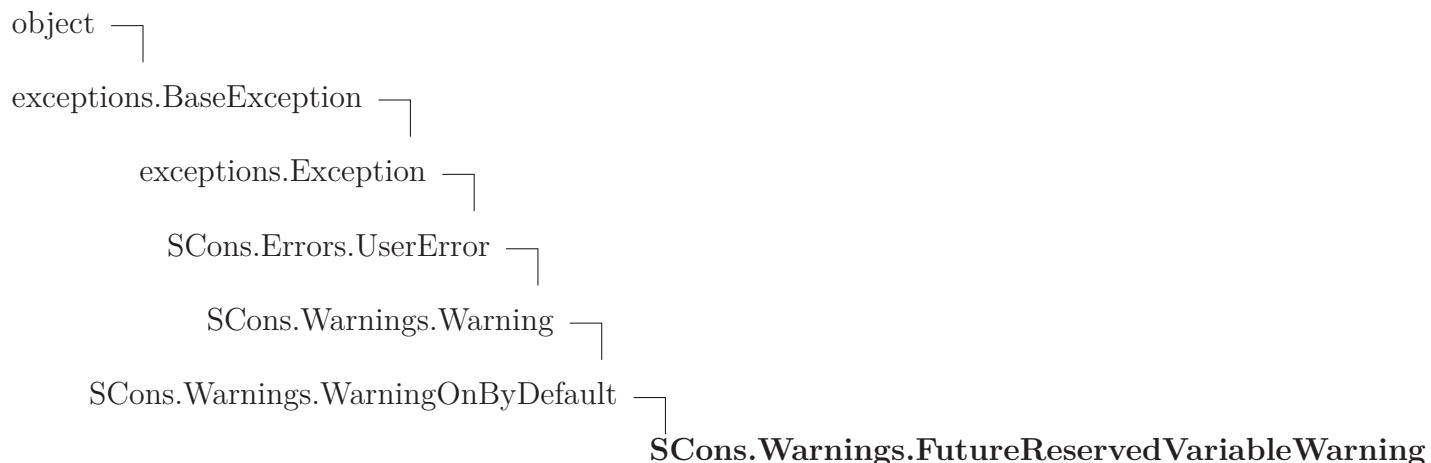 object
exceptions.BaseException
exceptions.Exception
SCons.Errors.UserError
SCons.Warnings.Warning
SCons.Warnings.WarningOnByDefault
SCons.Warnings.FutureReservedVariableWarning